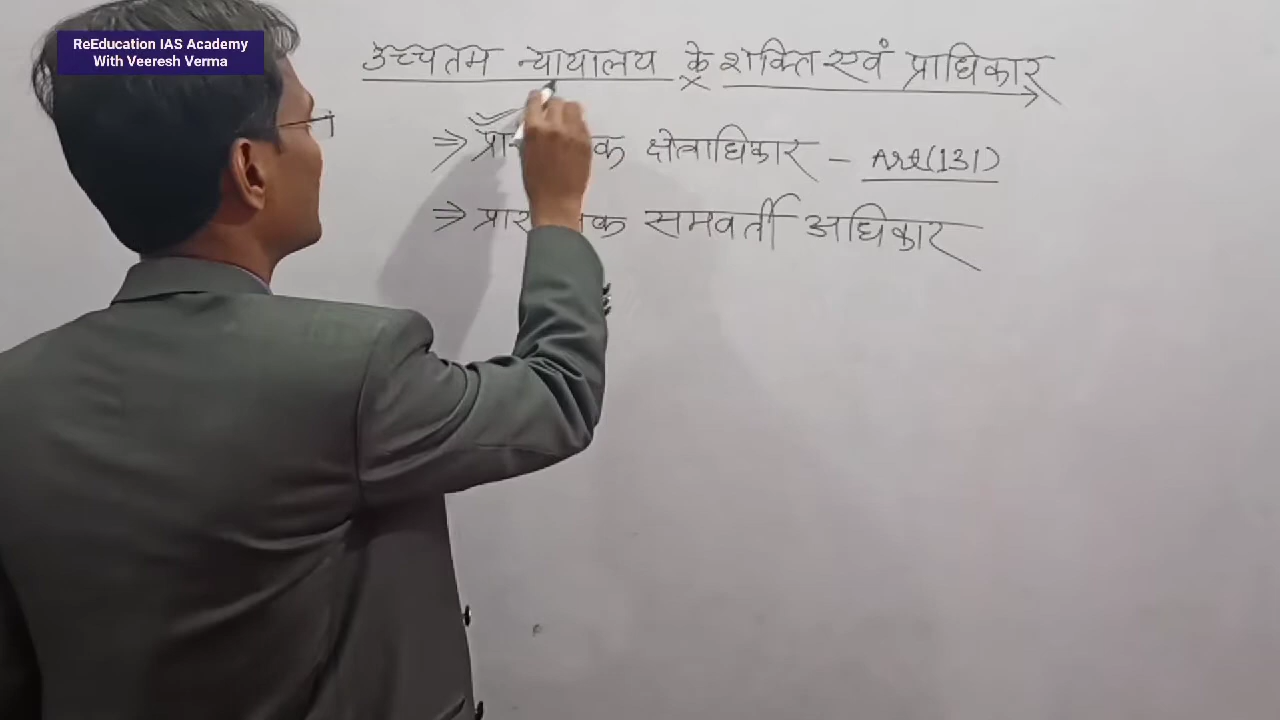 ReEducation IAS Academy
With Veeresh Verma
उच्चतम न्यायालय के शक्ति एवं प्राधिकार
⇒ क्षेत्राधिकार – Art(131)
⇒ समवर्ती अधिकार